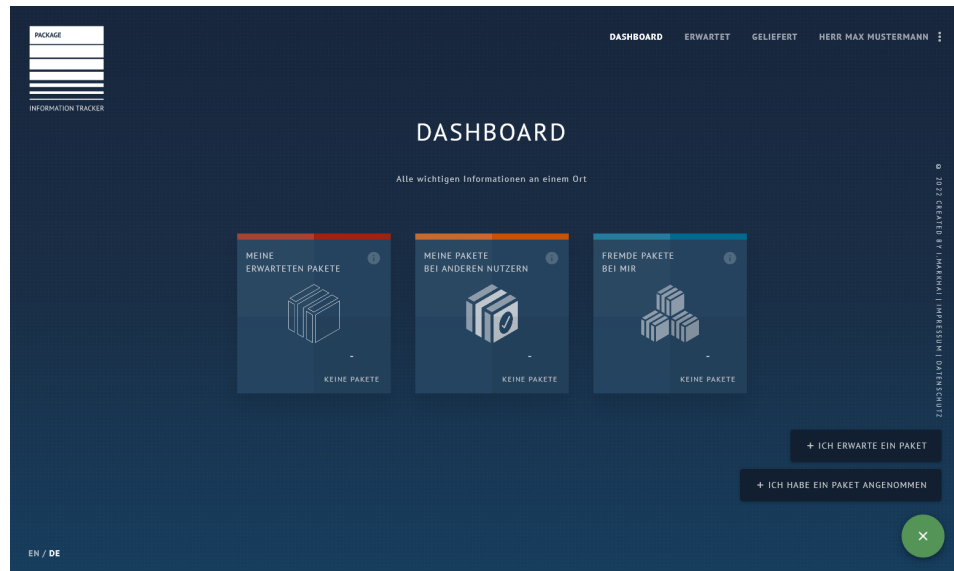 PACKAGE
INFORMATION TRACKER
DASHBOARD ERWARTET GELIEFERT HERR MAX MUSTERMANN
DASHBOARD
Alle wichtigen Informationen an einem Ort
MEINE
ERWARTETEN PAKETE
-
KEINE PAKETE
MEINE PAKETE
BEI ANDEREN NUTZERN
-
KEINE PAKETE
FREMDE PAKETE
BEI MIR
-
KEINE PAKETE
© 2022 CREATED BY I.MARKHAI | IMPRESSUM | DATENSCHUTZ
+ ICH ERWARTE EIN PAKET
+ ICH HABE EIN PAKET ANGENOMMEN
EN / DE